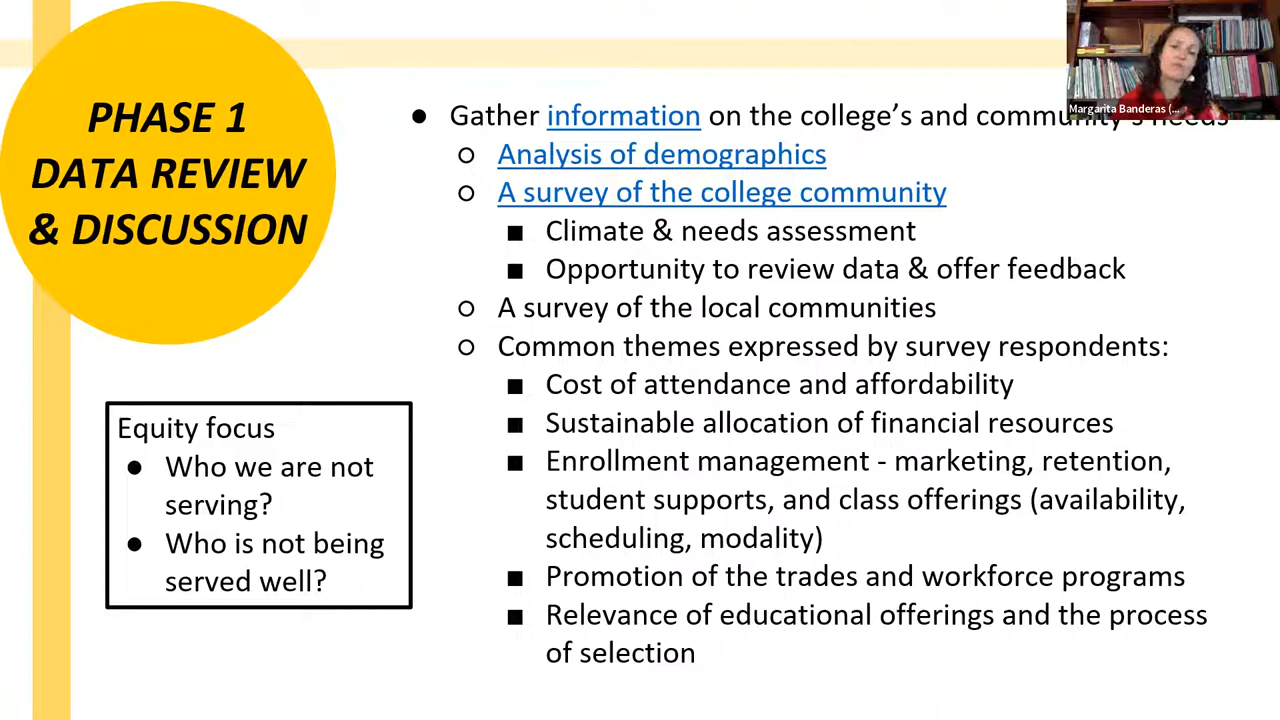 PHASE 1
DATA REVIEW
& DISCUSSION
Equity focus
● Who we are not
serving?
● Who is not being
served well?
● Gather information on the college's and community's needs
○ Analysis of demographics
○ A survey of the college community
■ Climate & needs assessment
■ Opportunity to review data & offer feedback
○ A survey of the local communities
○ Common themes expressed by survey respondents:
■ Cost of attendance and affordability
■ Sustainable allocation of financial resources
■ Enrollment management - marketing, retention,
student supports, and class offerings (availability,
scheduling, modality)
■ Promotion of the trades and workforce programs
■ Relevance of educational offerings and the process
of selection
Margarita Banderas (...